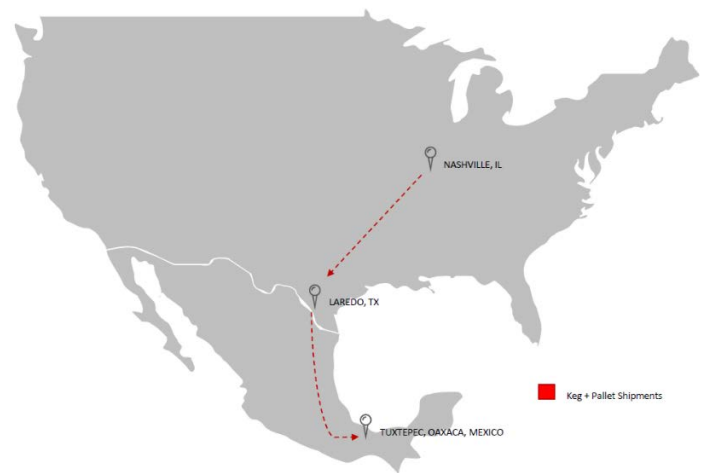 NASHVILLE, IL
LAREDO, TX
Keg + Pallet Shipments
TUXTEPEC, OAXACA, MEXICO